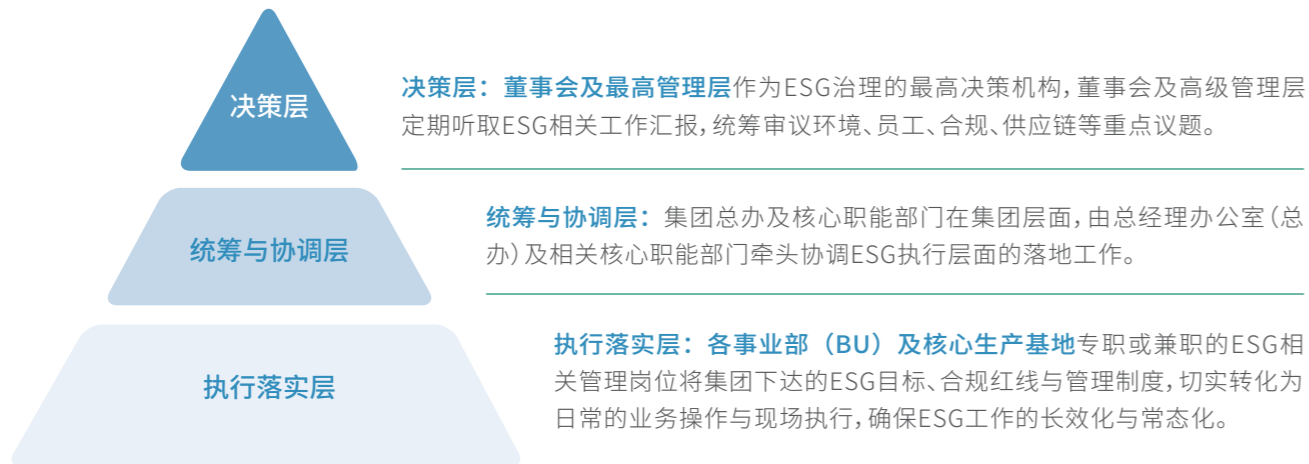 决策层
决策层：董事会及最高管理层作为ESG治理的最高决策机构，董事会及高级管理层
定期听取ESG相关工作汇报，统筹审议环境、员工、合规、供应链等重点议题。
统筹与协调层
统筹与协调层：集团总办及核心职能部门在集团层面，由总经理办公室（总
办）及相关核心职能部门牵头协调ESG执行层面的落地工作。
执行落实层
执行落实层：各事业部（BU）及核心生产基地专职或兼职的ESG相
关管理岗位将集团下达的ESG目标、合规红线与管理制度，切实转化为
日常的业务操作与现场执行，确保ESG工作的长效化与常态化。